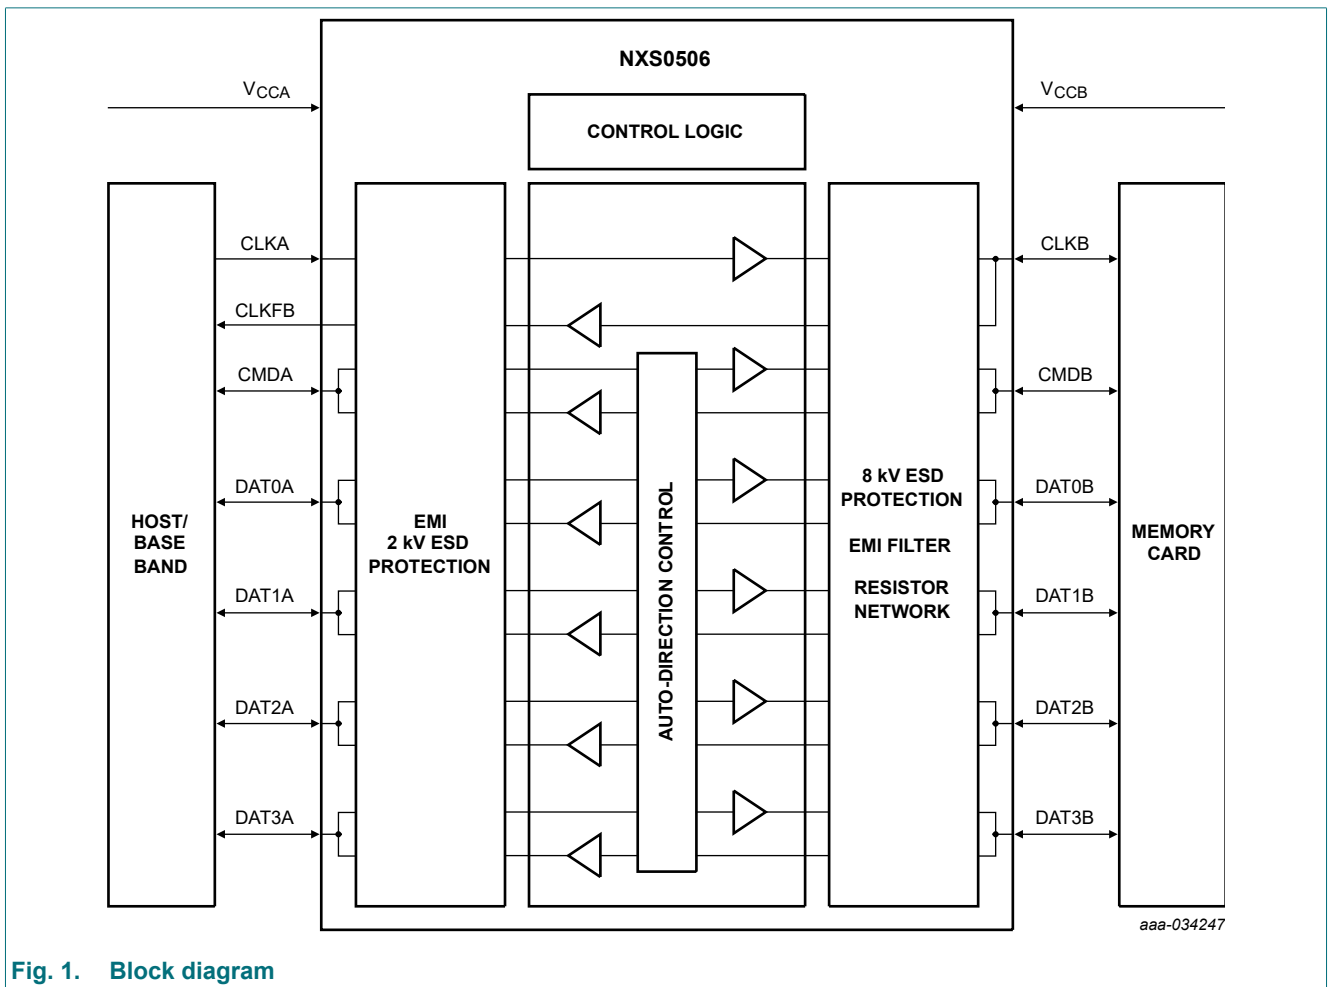 NXS0506
VCCA
VCCB
CONTROL LOGIC
CLKA
CLKB
CLKFB
CMDA
CMDB
DAT0A
DAT0B
DAT1A
DAT1B
DAT2A
DAT2B
DAT3A
DAT3B
HOST/
BASE
BAND
EMI
2 kV ESD
PROTECTION
AUTO-DIRECTION CONTROL
8 kV ESD
PROTECTION
EMI FILTER
RESISTOR
NETWORK
MEMORY
CARD
aaa-034247
Fig. 1. Block diagram